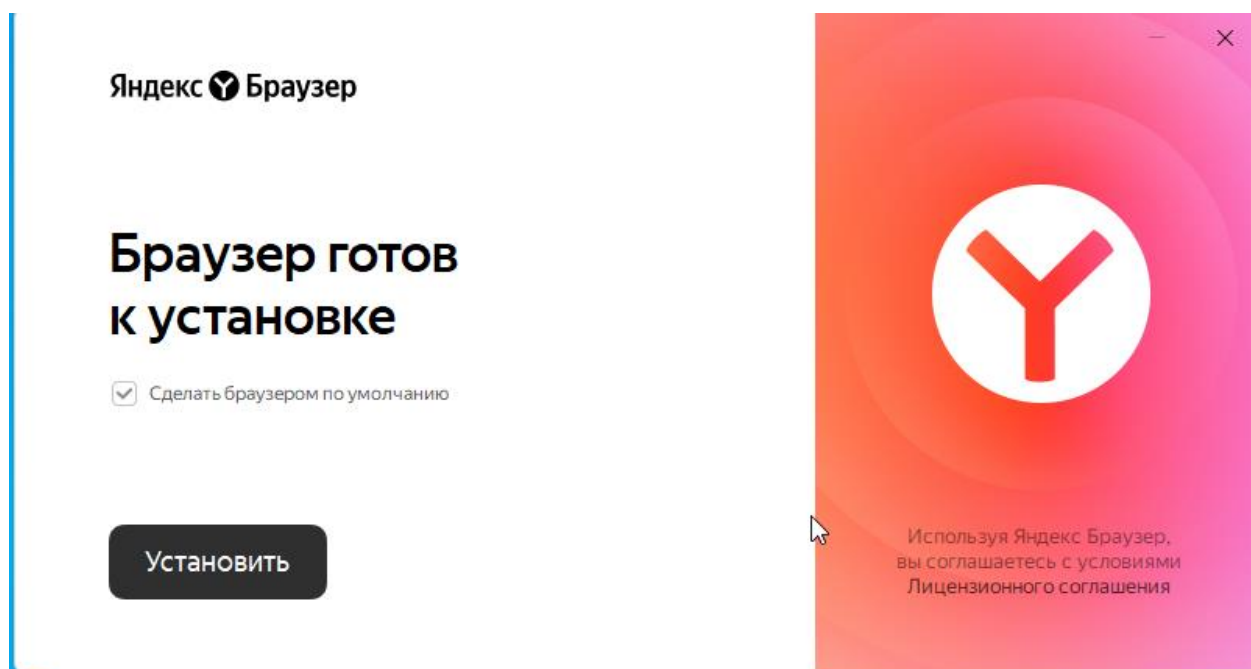 Яндекс Браузер
Браузер готов
к установке
Сделать браузером по умолчанию
Установить
Используя Яндекс Браузер,
вы соглашаетесь с условиями
Лицензионного соглашения